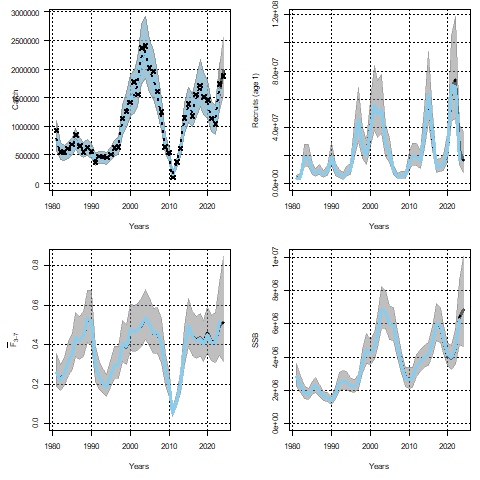 3000000
2500000
2000000
1500000
1000000
500000
0
Catch
1980 1990 2000 2010 2020
Years
1.2e+08
8.0e+07
4.0e+07
0.0e+00
Recruits (age 1)
1980 1990 2000 2010 2020
Years
0.8
0.6
0.4
0.2
0.0
F̅3−7
1980 1990 2000 2010 2020
Years
1e+07
8e+06
6e+06
4e+06
2e+06
0e+00
SSB
1980 1990 2000 2010 2020
Years